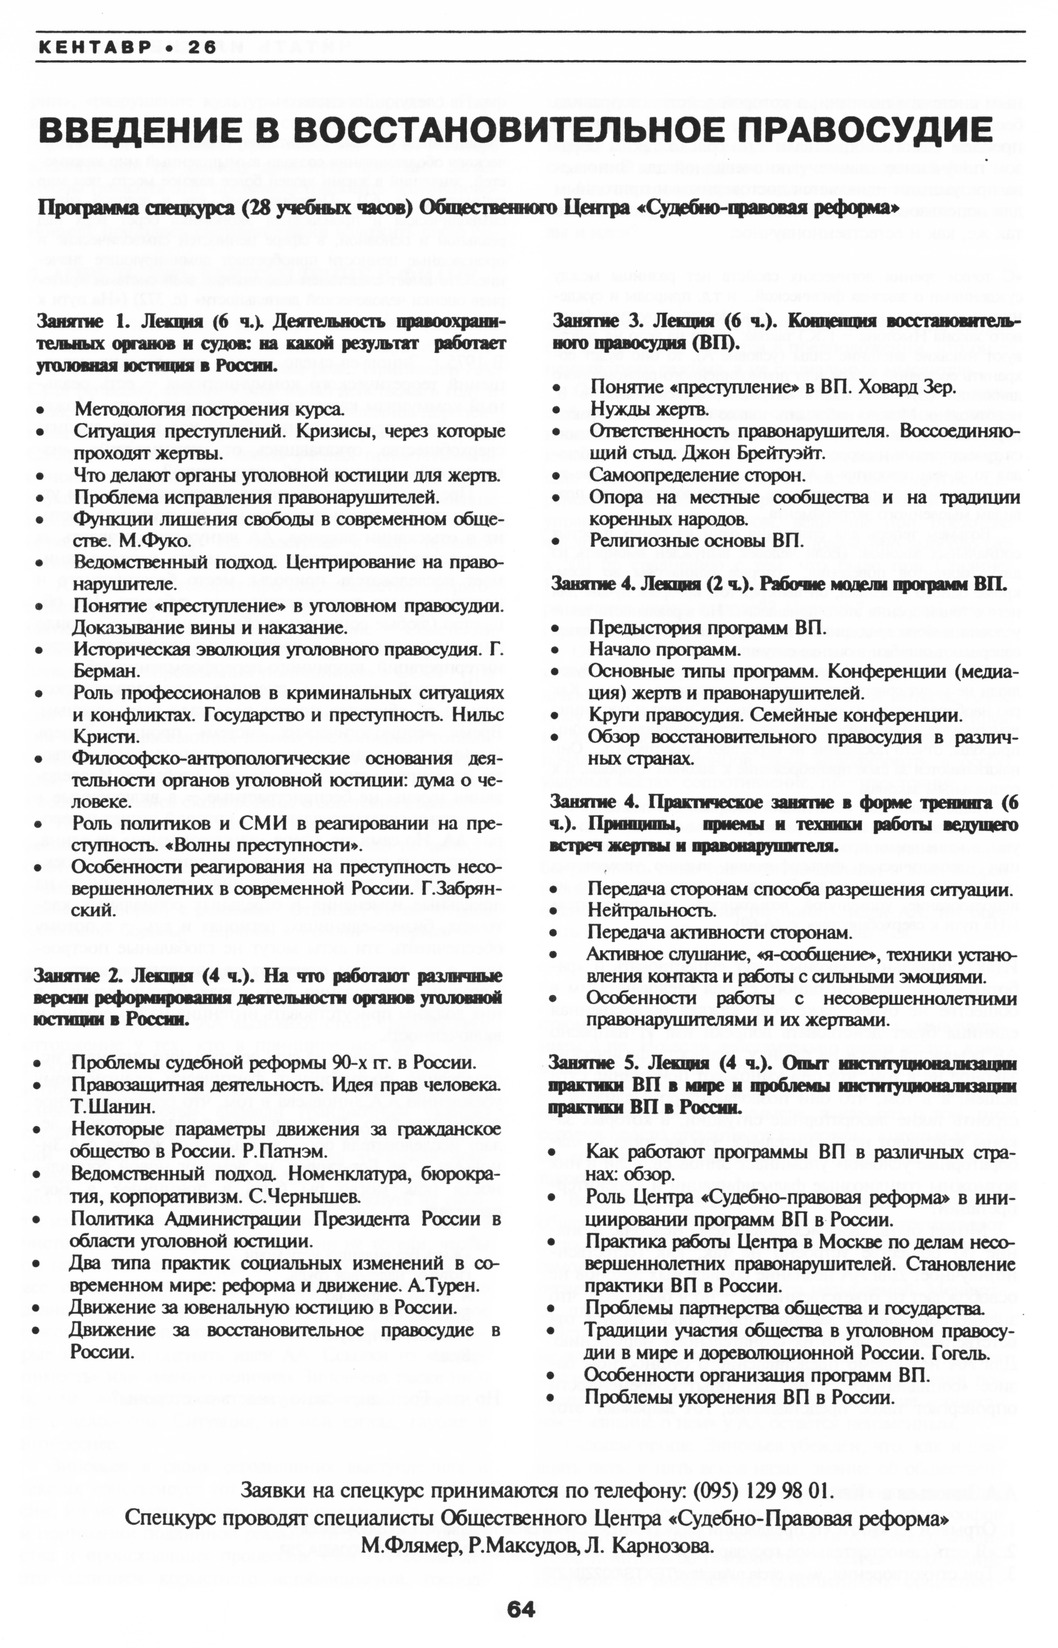 КЕНТАВР • 26
ВВЕДЕНИЕ В ВОССТАНОВИТЕЛЬНОЕ ПРАВОСУДИЕ
Программа спецкурса (28 учебных часов) Общественного Центра «Судебно-правовая реформа»
Занятие 1. Лекция (6 ч.). Деятельность правоохрани-
тельных органов и судов: на какой результат работает
уголовная юстиция в России.
• Методология построения курса.
• Ситуация преступлений. Кризисы, через которые
проходят жертвы.
• Что делают органы уголовной юстиции для жертв.
• Проблема исправления правонарушителей.
• Функции лишения свободы в современном обще-
стве. М.Фуко.
• Ведомственный подход. Центрирование на право-
нарушителе.
• Понятие «преступление» в уголовном правосудии.
Доказывание вины и наказание.
• Историческая эволюция уголовного правосудия. Г.
Берман.
• Роль профессионалов в криминальных ситуациях
и конфликтах. Государство и преступность. Нильс
Кристи.
• Философско-антропологические основания дея-
тельности органов уголовной юстиции: дума о че-
ловеке.
• Роль политиков и СМИ в реагировании на пре-
ступность. «Волны преступности».
• Особенности реагирования на преступность несо-
вершеннолетних в современной России. Г.Забрян-
ский.
Занятие 2. Лекция (4 ч.). На что работают различные
версии реформирования деятельности органов уголовной
юстиции в России.
• Проблемы судебной реформы 90-х гг. в России.
• Правозащитная деятельность. Идея прав человека.
Т.Шанин.
• Некоторые параметры движения за гражданское
общество в России. Р.Патнэм.
• Ведомственный подход. Номенклатура, бюрокра-
тия, корпоративизм. С.Чернышев.
• Политика Администрации Президента России в
области уголовной юстиции.
• Два типа практик социальных изменений в со-
временном мире: реформа и движение. А.Турен.
• Движение за ювенальную юстицию в России.
• Движение за восстановительное правосудие в
России.
Занятие 3. Лекция (6 ч.). Концепция восстановитель-
ного правосудия (ВП).
• Понятие «преступление» в ВП. Ховард Зер.
• Нужды жертв.
• Ответственность правонарушителя. Воссоединяю-
щий стыд. Джон Брейтуэйт.
• Самоопределение сторон.
• Опора на местные сообщества и на традиции
коренных народов.
• Религиозные основы ВП.
Занятие 4. Лекция (2 ч.). Рабочие модели программ ВП.
• Предыстория программ ВП.
• Начало программ.
• Основные типы программ. Конференции (медиа-
ция) жертв и правонарушителей.
• Круги правосудия. Семейные конференции.
• Обзор восстановительного правосудия в различ-
ных странах.
Занятие 4. Практическое занятие в форме тренинга (6
ч.). Принципы, приемы и техники работы ведущего
встреч жертвы и правонарушителя.
• Передача сторонам способа разрешения ситуации.
• Нейтральность.
• Передача активности сторонам.
• Активное слушание, «я-сообщение», техники устано-
вления контакта и работы с сильными эмоциями.
• Особенности работы с несовершеннолетними
правонарушителями и их жертвами.
Занятие 5. Лекция (4 ч.). Опыт институционализации
практики ВП в мире и проблемы институционализации
практики ВП в России.
• Как работают программы ВП в различных стра-
нах: обзор.
• Роль Центра «Судебно-правовая реформа» в ини-
циировании программ ВП в России.
• Практика работы Центра в Москве по делам несо-
вершеннолетних правонарушителей. Становление
практики ВП в России.
• Проблемы партнерства общества и государства.
• Традиции участия общества в уголовном правосу-
дии в мире и дореволюционной России. Гогель.
• Особенности организация программ ВП.
• Проблемы укоренения ВП в России.
Заявки на спецкурс принимаются по телефону: (095) 129 98 01.
Спецкурс проводят специалисты Общественного Центра «Судебно-Правовая реформа»
М.Флямер, Р.Максудов, Л. Карнозова.
64